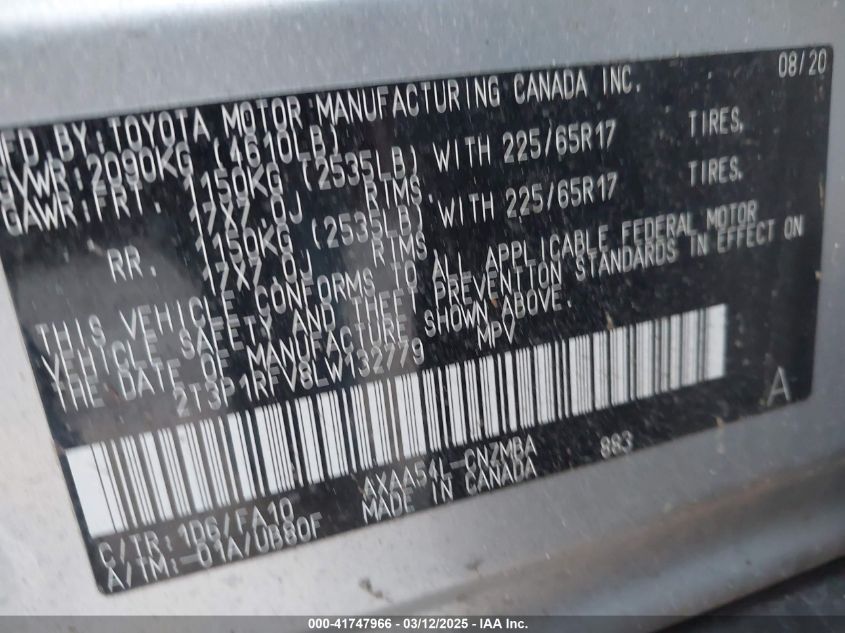 08/20
MFD.BY:TOYOTA MOTOR MANUFACTURING CANADA INC.
GVWR:2090KG (4610LB)
GAWR:FRT. 1150KG (2535LB) WITH 225/65R17 TIRES,
17X7.0J RIMS.
RR. 1150KG (2535LB) WITH 225/65R17 TIRES,
17X7.0J RIMS.
THIS VEHICLE CONFORMS TO ALL APPLICABLE FEDERAL MOTOR
VEHICLE SAFETY AND THEFT PREVENTION STANDARDS IN EFFECT ON
THE DATE OF MANUFACTURE SHOWN ABOVE.
2T3P1RFV8LW132779 MPV
A
AXAA54L-CNZMBA 883
C/TR:1D6/FA10 MADE IN CANADA
A/TM:-01A/UB80F
000-41747966 - 03/12/2025 - IAA Inc.